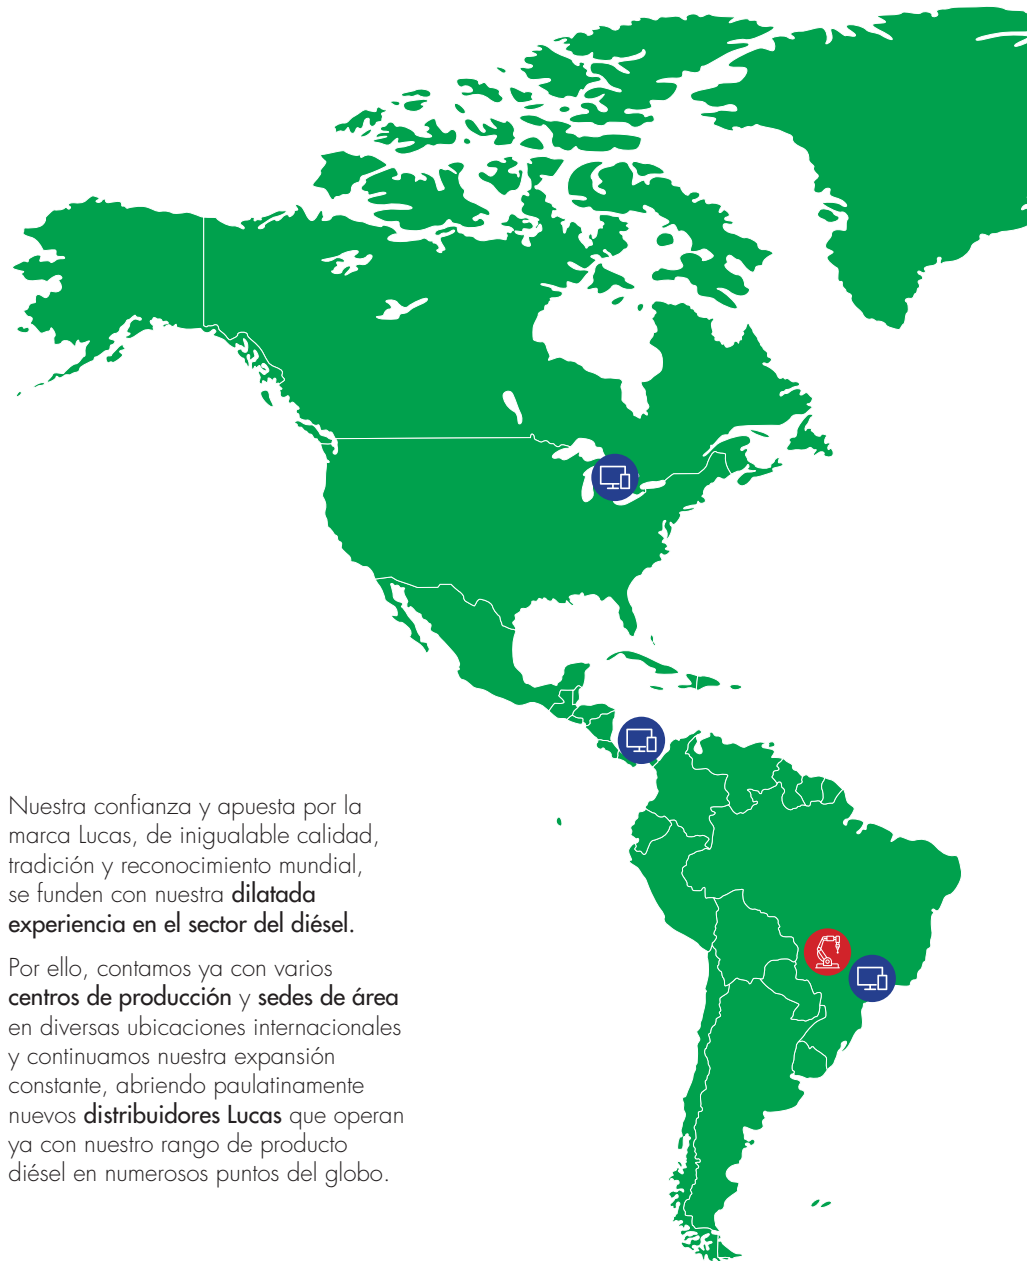 Nuestra confianza y apuesta por la
marca Lucas, de inigualable calidad,
tradición y reconocimiento mundial,
se funden con nuestra dilatada
experiencia en el sector del diésel.
Por ello, contamos ya con varios
centros de producción y sedes de área
en diversas ubicaciones internacionales
y continuamos nuestra expansión
constante, abriendo paulatinamente
nuevos distribuidores Lucas que operan
ya con nuestro rango de producto
diésel en numerosos puntos del globo.